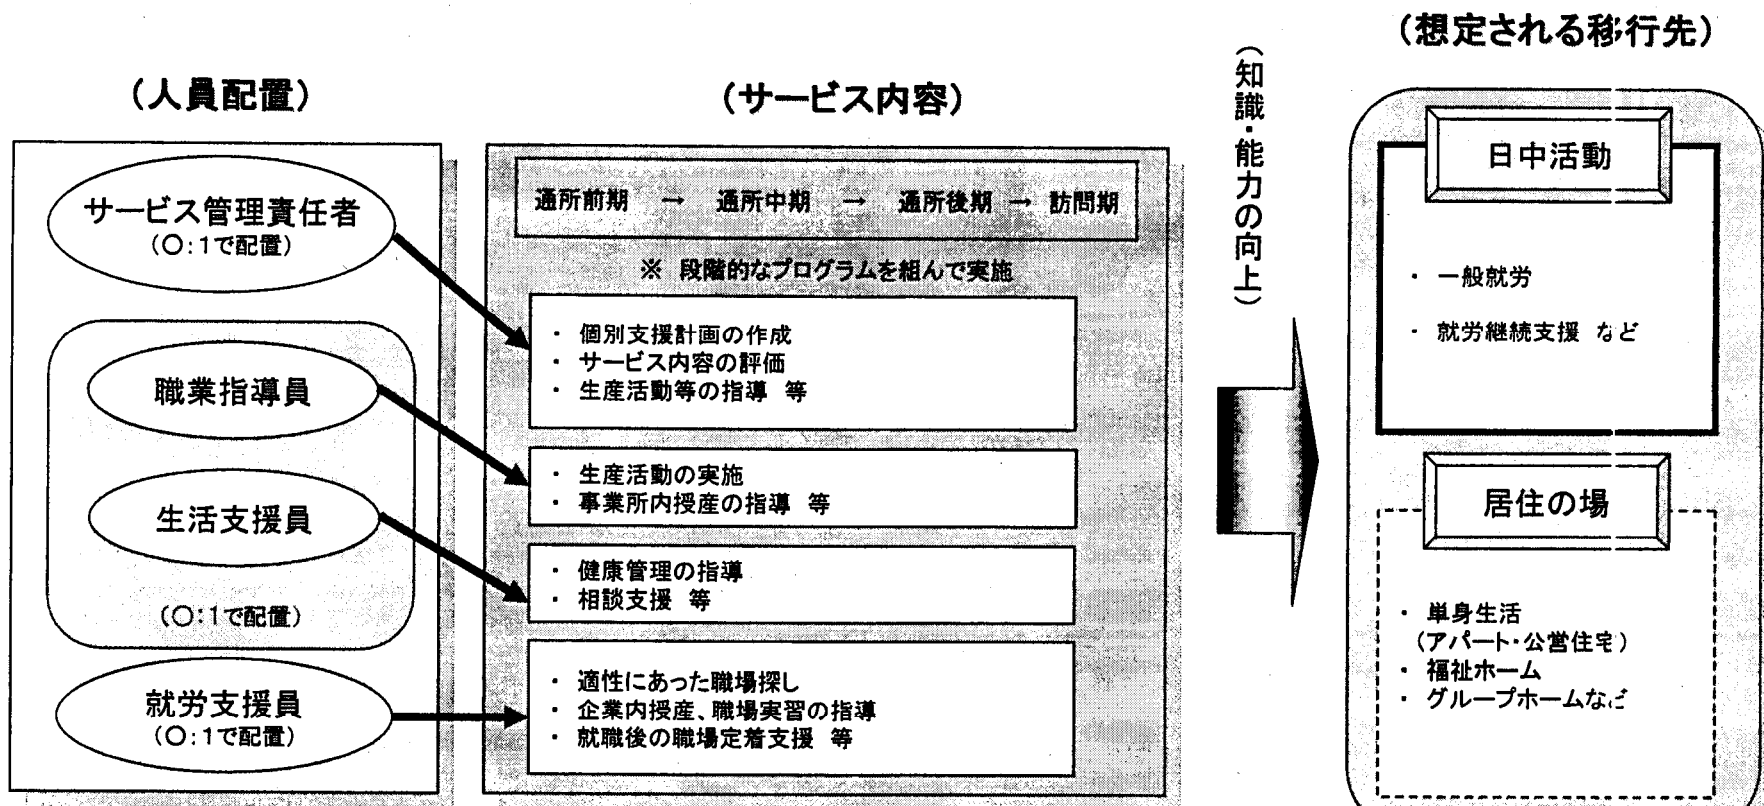 （人員配置）
サービス管理責任者
（〇：1で配置）
職業指導員
生活支援員
（〇：1で配置）
就労支援員
（〇：1で配置）
（サービス内容）
通所前期 → 通所中期 → 通所後期 → 訪問期
※ 段階的なプログラムを組んで実施
・ 個別支援計画の作成
・ サービス内容の評価
・ 生産活動等の指導 等
・ 生産活動の実施
・ 事業所内授産の指導 等
・ 健康管理の指導
・ 相談支援 等
・ 適性にあった職場探し
・ 企業内授産、職場実習の指導
・ 就職後の職場定着支援 等
（知識・能力の向上）
（想定される移行先）
日中活動
・ 一般就労
・ 就労継続支援 など
居住の場
・ 単身生活
（アパート・公営住宅）
・ 福祉ホーム
・ グループホームなど